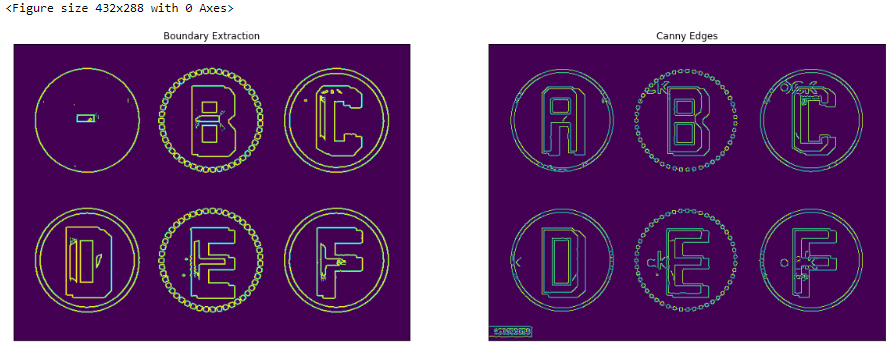 <Figure size 432x288 with 0 Axes>
Boundary Extraction
Canny Edges
B C
A B C
D E F
D E F